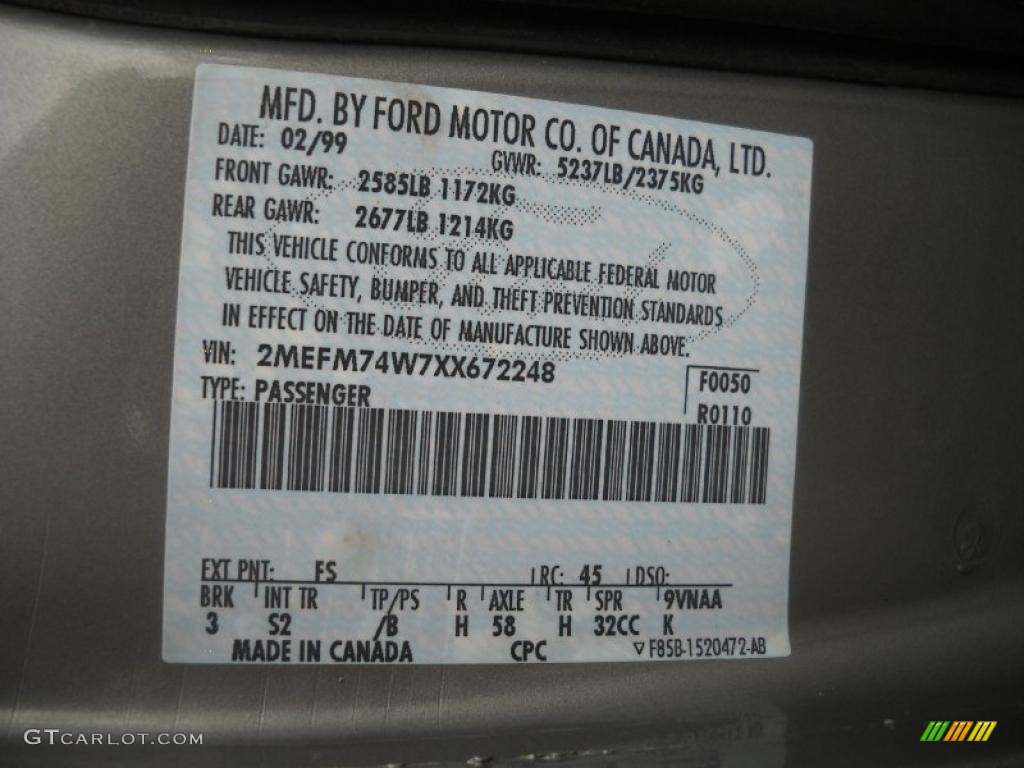 MFD. BY FORD MOTOR CO. OF CANADA, LTD.
DATE: 02/99 GVWR: 5237LB/2375KG
FRONT GAWR: 2585LB 1172KG
REAR GAWR: 2677LB 1214KG
THIS VEHICLE CONFORMS TO ALL APPLICABLE FEDERAL MOTOR
VEHICLE SAFETY, BUMPER, AND THEFT PREVENTION STANDARDS
IN EFFECT ON THE DATE OF MANUFACTURE SHOWN ABOVE.
VIN: 2MEFM74W7XX672248
F0050
TYPE: PASSENGER
R0110
EXT PNT: FS RC: 45 DSO:
BRK INT TR TP/PS R AXLE TR SPR 9VNAA
3 S2 /B H 58 H 32CC K
MADE IN CANADA CPC ▽F85B-1520472-AB
GTCARLOT.COM